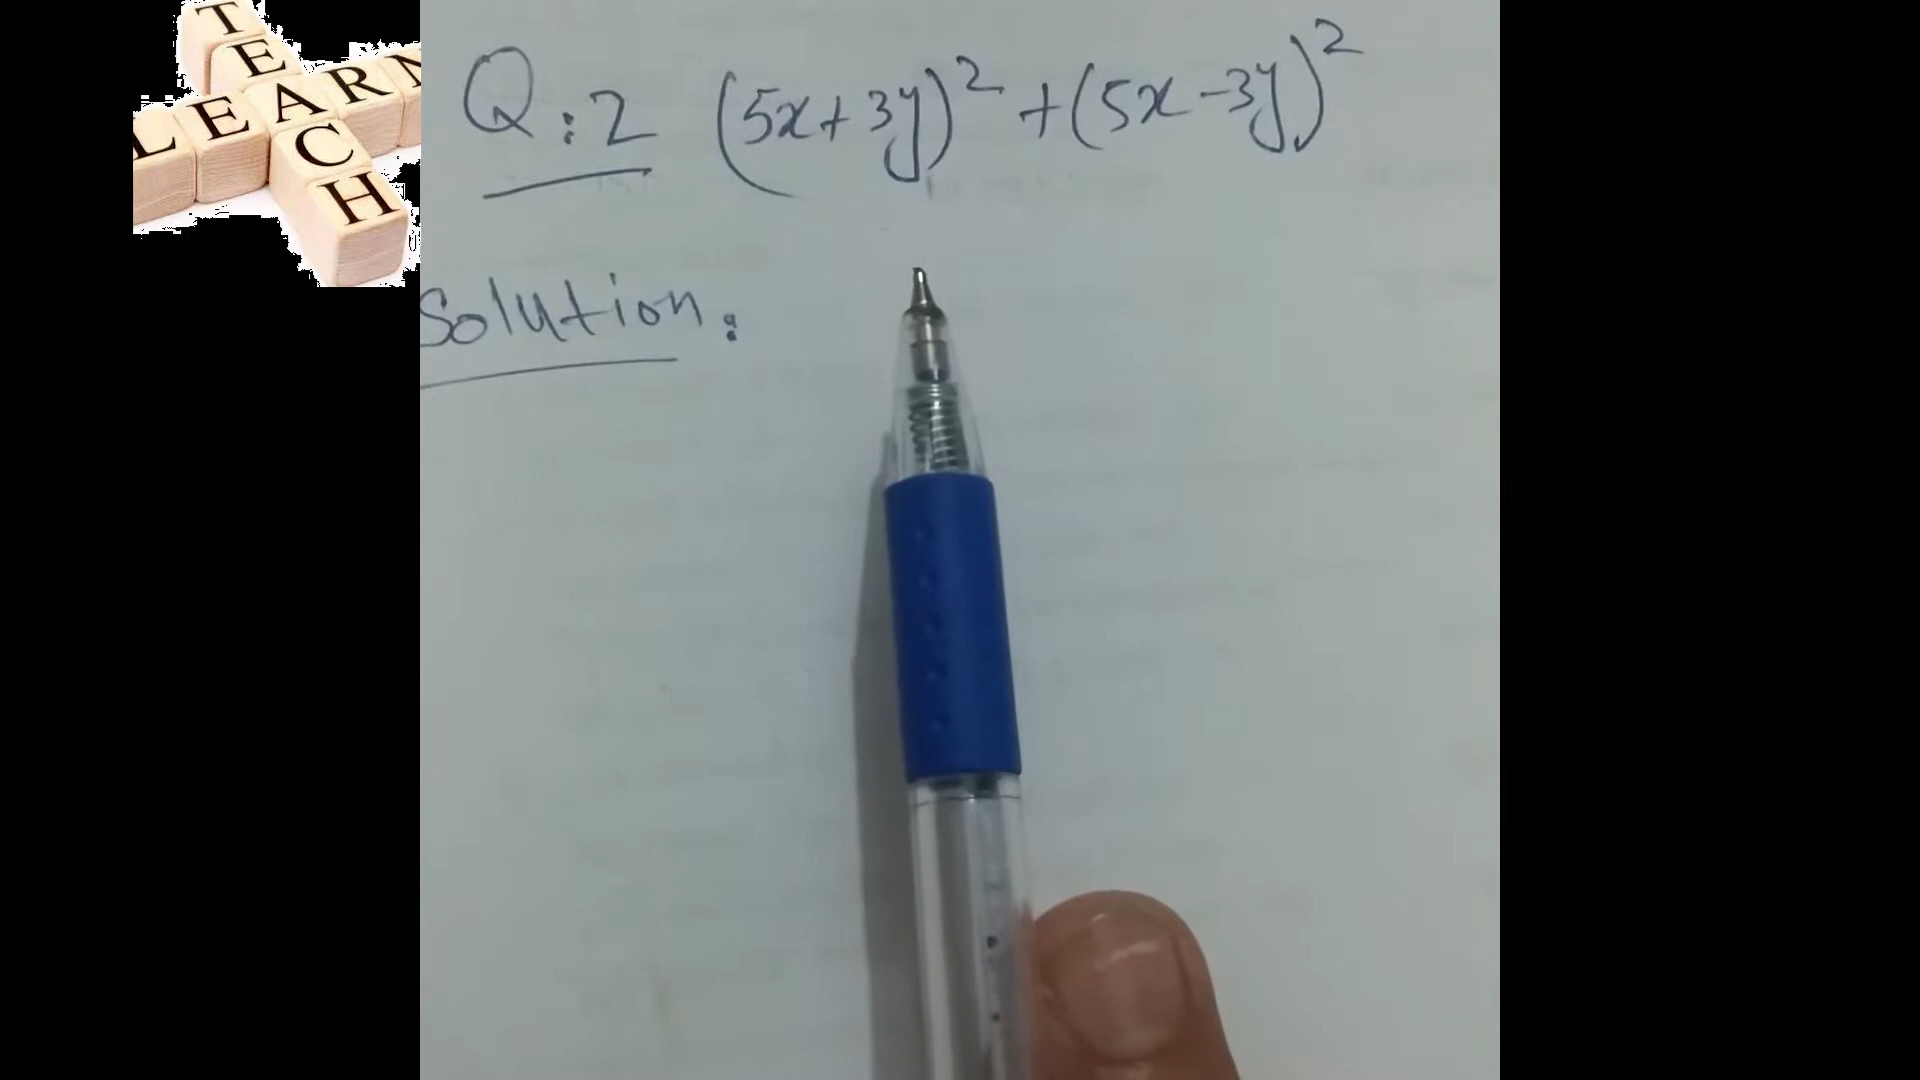 TEACH
LEARN
Q:2 (5x+3y)² + (5x-3y)²
Solution: